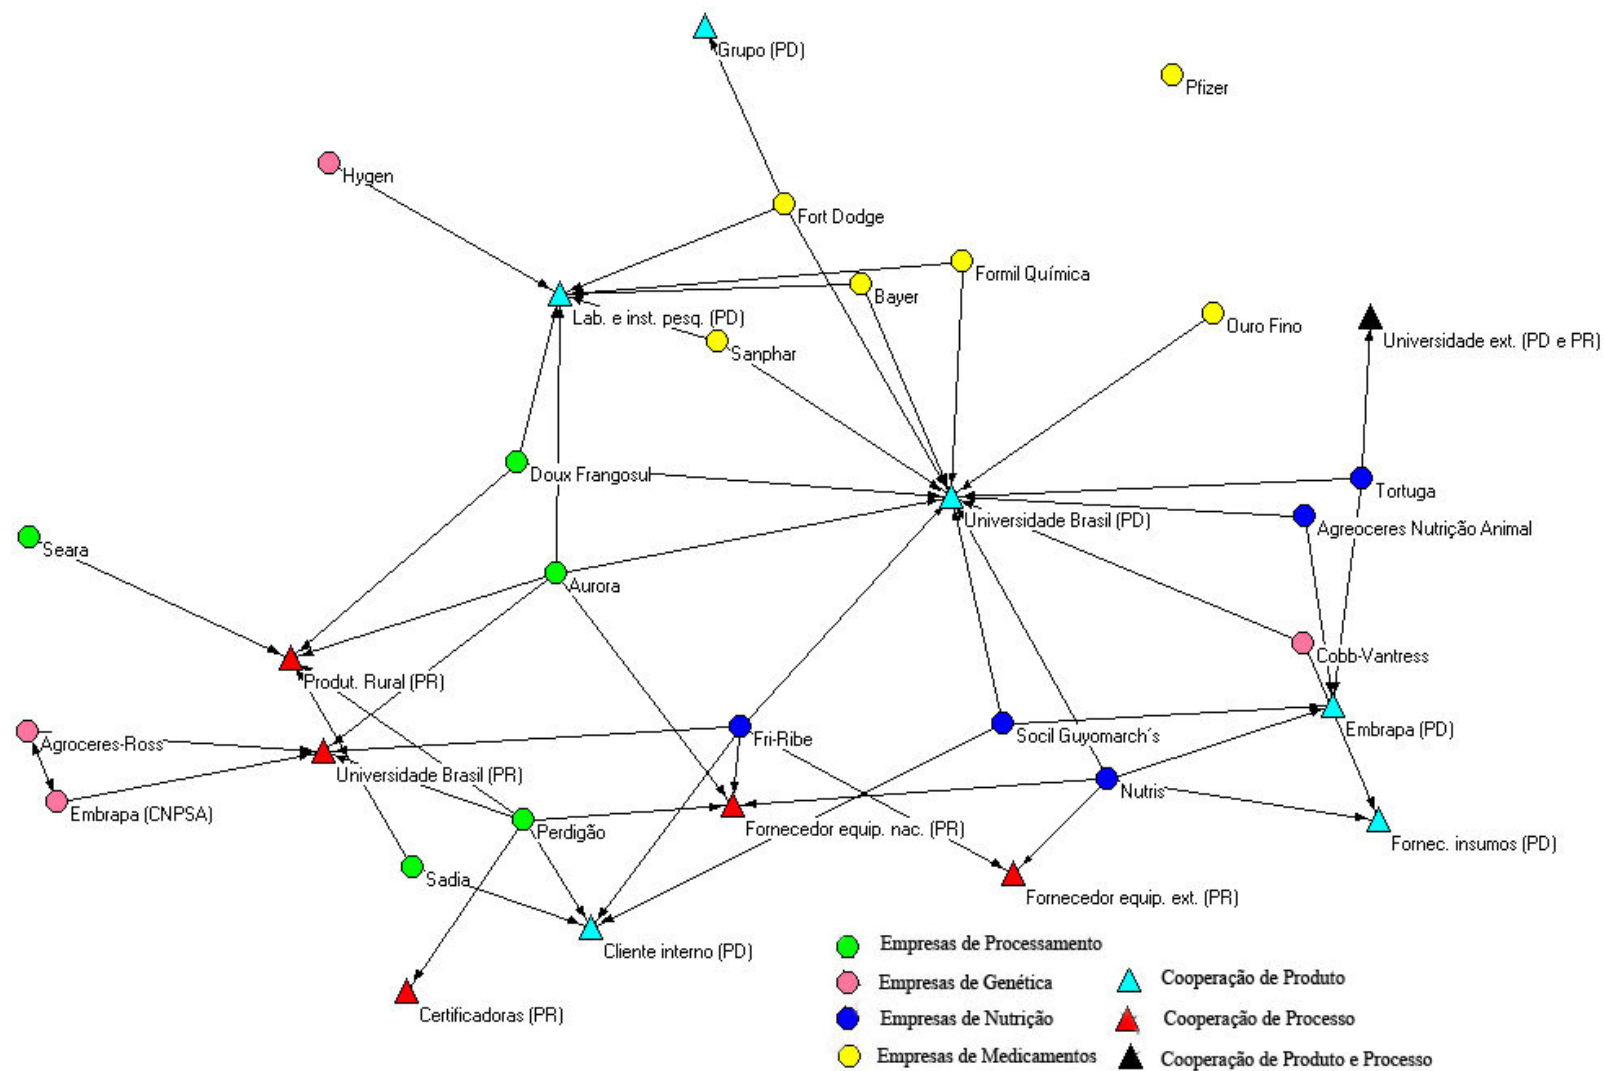 Grupo (PD)
Pfizer
Hygen
Fort Dodge
Formil Química
Bayer
Lab. e inst. pesq. (PD)
Ouro Fino
Universidade ext. (PD e PR)
Sanphar
Doux Frangosul
Tortuga
Universidade Brasil (PD)
Agreoceres Nutrição Animal
Seara
Aurora
Cobb-Vantress
Produt. Rural (PR)
Embrapa (PD)
Socil Guyomarch´s
Fri-Ribe
Agroceres-Ross
Universidade Brasil (PR)
Nutris
Embrapa (CNPSA)
Perdigão
Fornecedor equip. nac. (PR)
Fornec. insumos (PD)
Sadia
Fornecedor equip. ext. (PR)
Cliente interno (PD)
Certificadoras (PR)
Empresas de Processamento
Empresas de Genética
Empresas de Nutrição
Empresas de Medicamentos
Cooperação de Produto
Cooperação de Processo
Cooperação de Produto e Processo